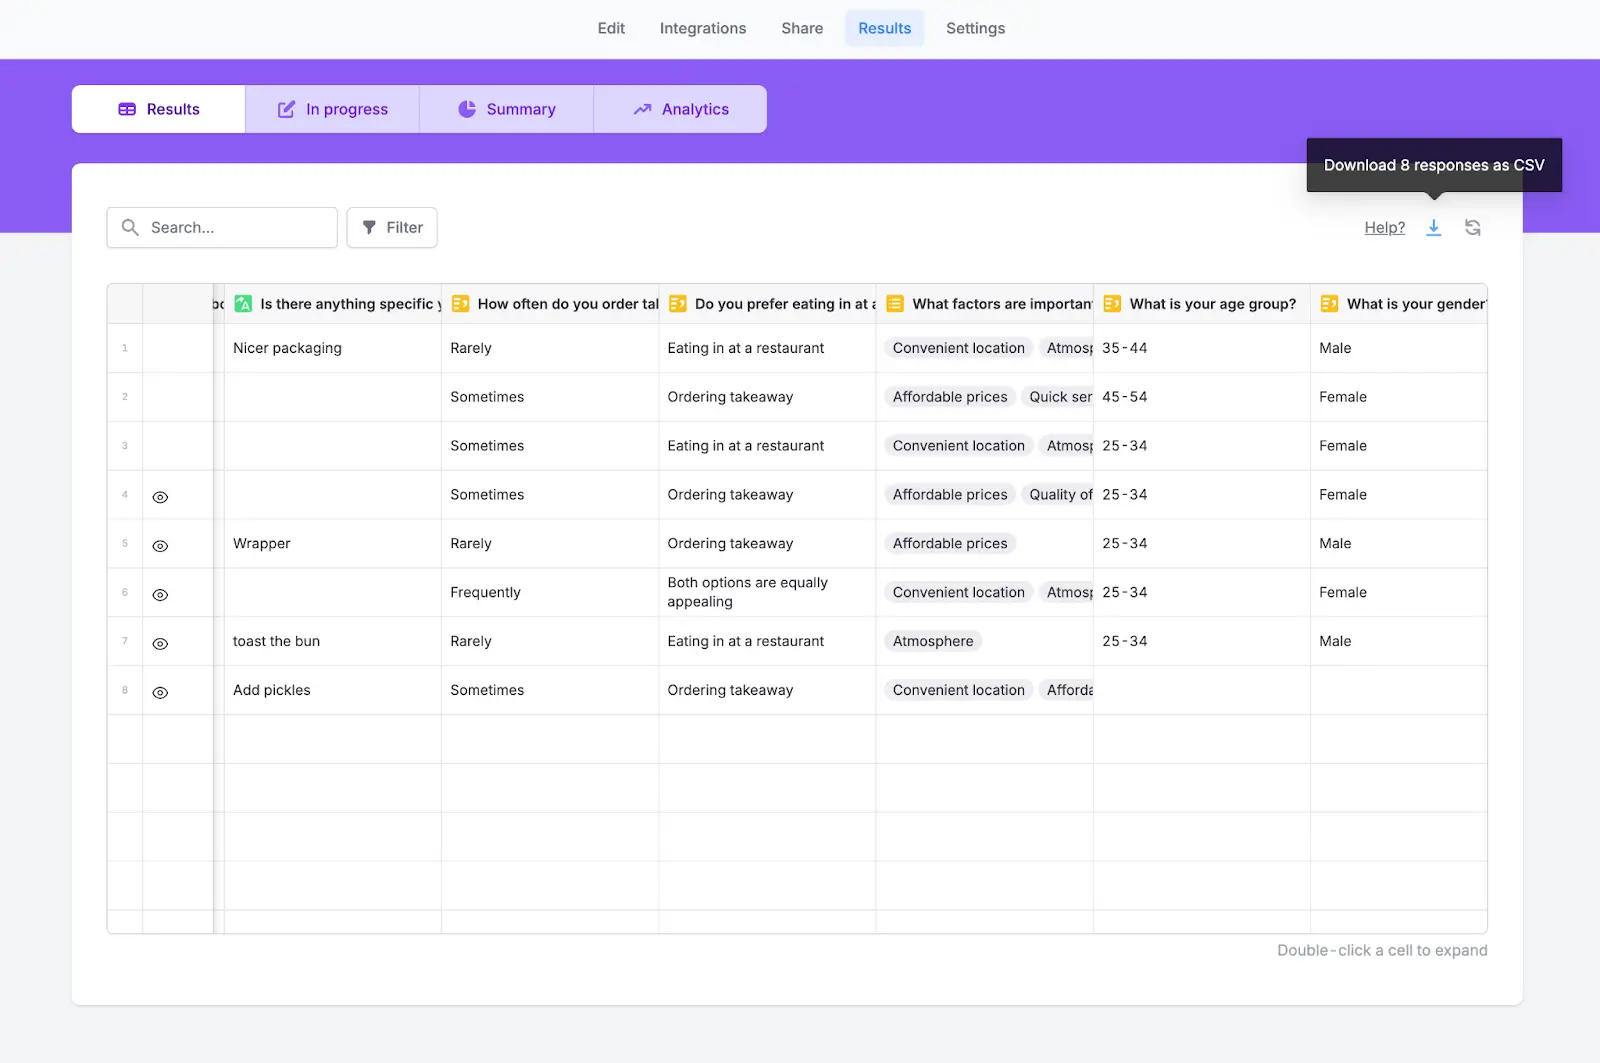 Edit Integrations Share Results Settings
Results In progress Summary Analytics
Download 8 responses as CSV
Search... Filter Help?
Is there anything specific y How often do you order tal Do you prefer eating in at a What factors are important What is your age group? What is your gender?
1 Nicer packaging Rarely Eating in at a restaurant Convenient location Atmosp 35-44 Male
2 Sometimes Ordering takeaway Affordable prices Quick ser 45-54 Female
3 Sometimes Eating in at a restaurant Convenient location Atmosp 25-34 Female
4 Sometimes Ordering takeaway Affordable prices Quality of 25-34 Female
5 Wrapper Rarely Ordering takeaway Affordable prices 25-34 Male
6 Frequently Both options are equally Convenient location Atmosp 25-34 Female
appealing
7 toast the bun Rarely Eating in at a restaurant Atmosphere 25-34 Male
8 Add pickles Sometimes Ordering takeaway Convenient location Afforda
Double-click a cell to expand